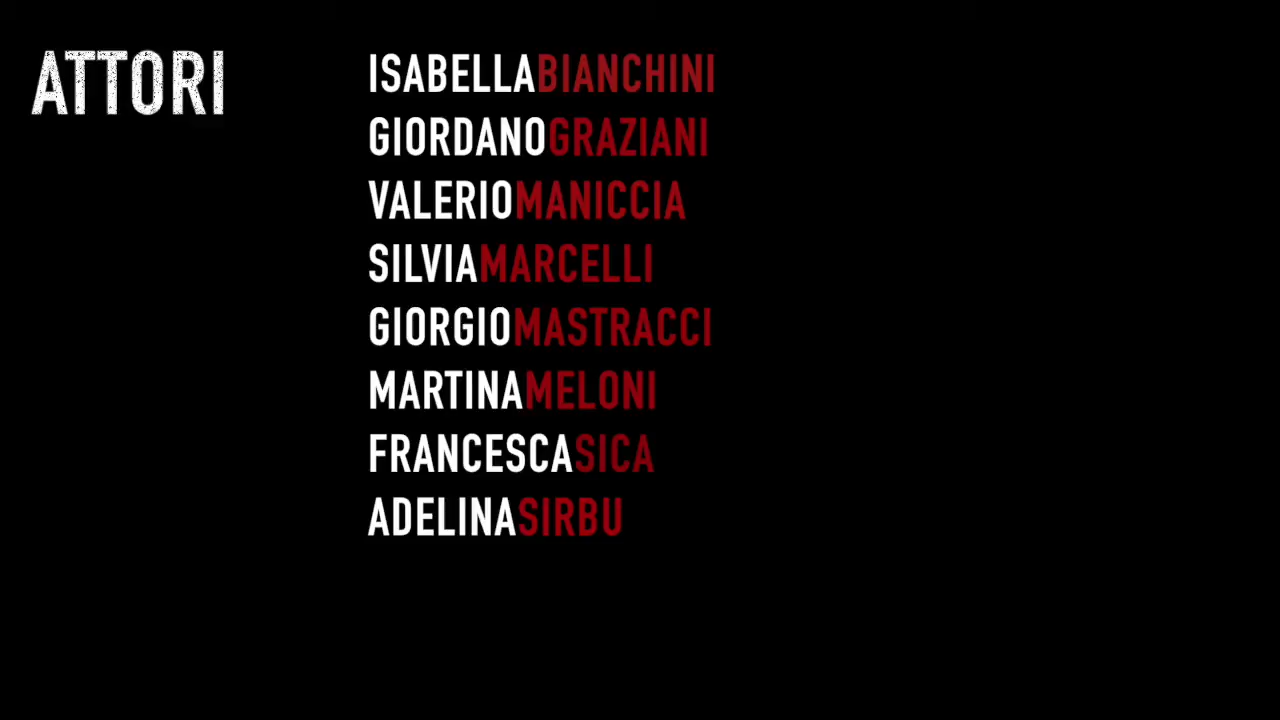 ATTORI
ISABELLABIANCHINI
GIORDANOGRAZIANI
VALERIOMANICCIA
SILVIAMARCELLI
GIORGIOMASTRACCI
MARTINAMELONI
FRANCESCASICA
ADELINASIRBU